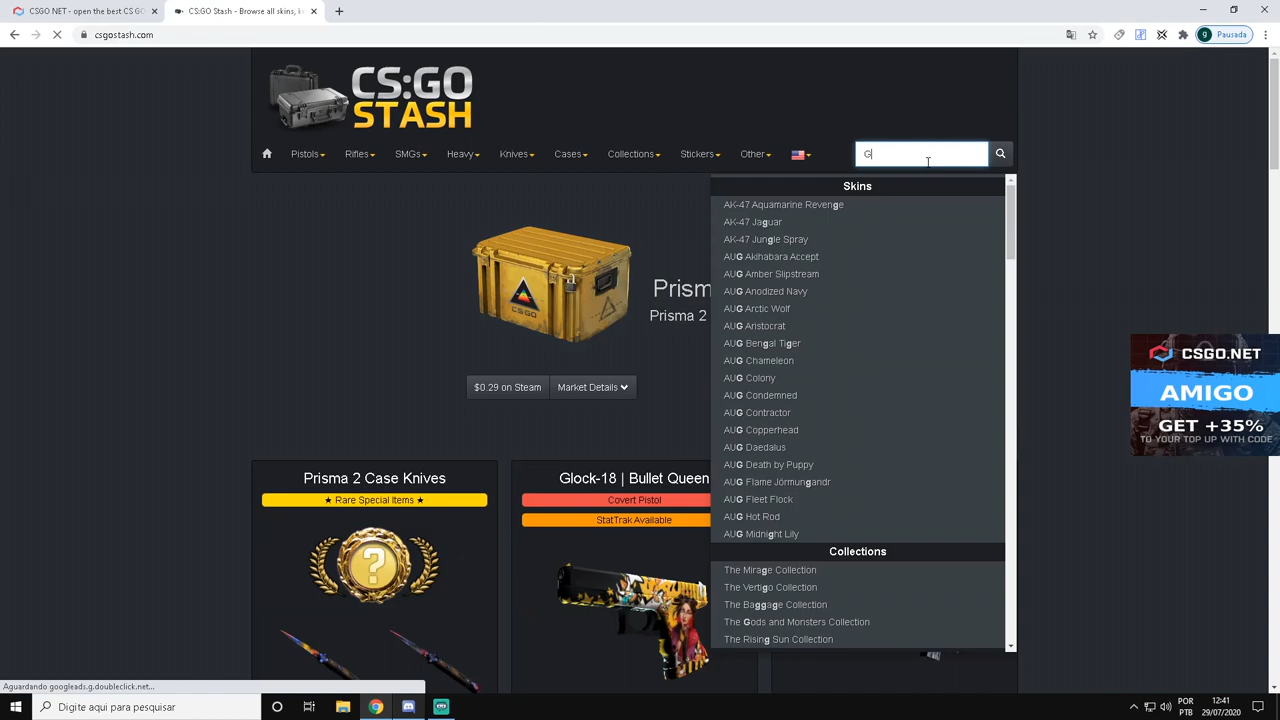 CSGO NET - open the best CS GO
CS:GO Stash - Browse all skins, k
csgostash.com
g Pausada
CS:GO
STASH
Pistols Rifles SMGs Heavy Knives Cases Collections Stickers Other
G
Skins
AK-47 Aquamarine Revenge
AK-47 Jaguar
AK-47 Jungle Spray
AUG Akihabara Accept
AUG Amber Slipstream
AUG Anodized Navy
AUG Arctic Wolf
AUG Aristocrat
AUG Bengal Tiger
AUG Chameleon
AUG Colony
AUG Condemned
AUG Contractor
AUG Copperhead
AUG Daedalus
AUG Death by Puppy
AUG Flame Jörmungandr
AUG Fleet Flock
AUG Hot Rod
AUG Midnight Lily
Collections
The Mirage Collection
The Vertigo Collection
The Baggage Collection
The Gods and Monsters Collection
The Rising Sun Collection
CS:GO
Prism
Prisma 2
$0.29 on Steam Market Details
CSGO.NET
AMIGO
GET +35%
TO YOUR TOP UP WITH CODE
Prisma 2 Case Knives
★ Rare Special Items ★
?
Glock-18 | Bullet Queen
Covert Pistol
StatTrak Available
Aguardando googleads.g.doubleclick.net...
Digite aqui para pesquisar
POR
PTB
12:41
29/07/2020